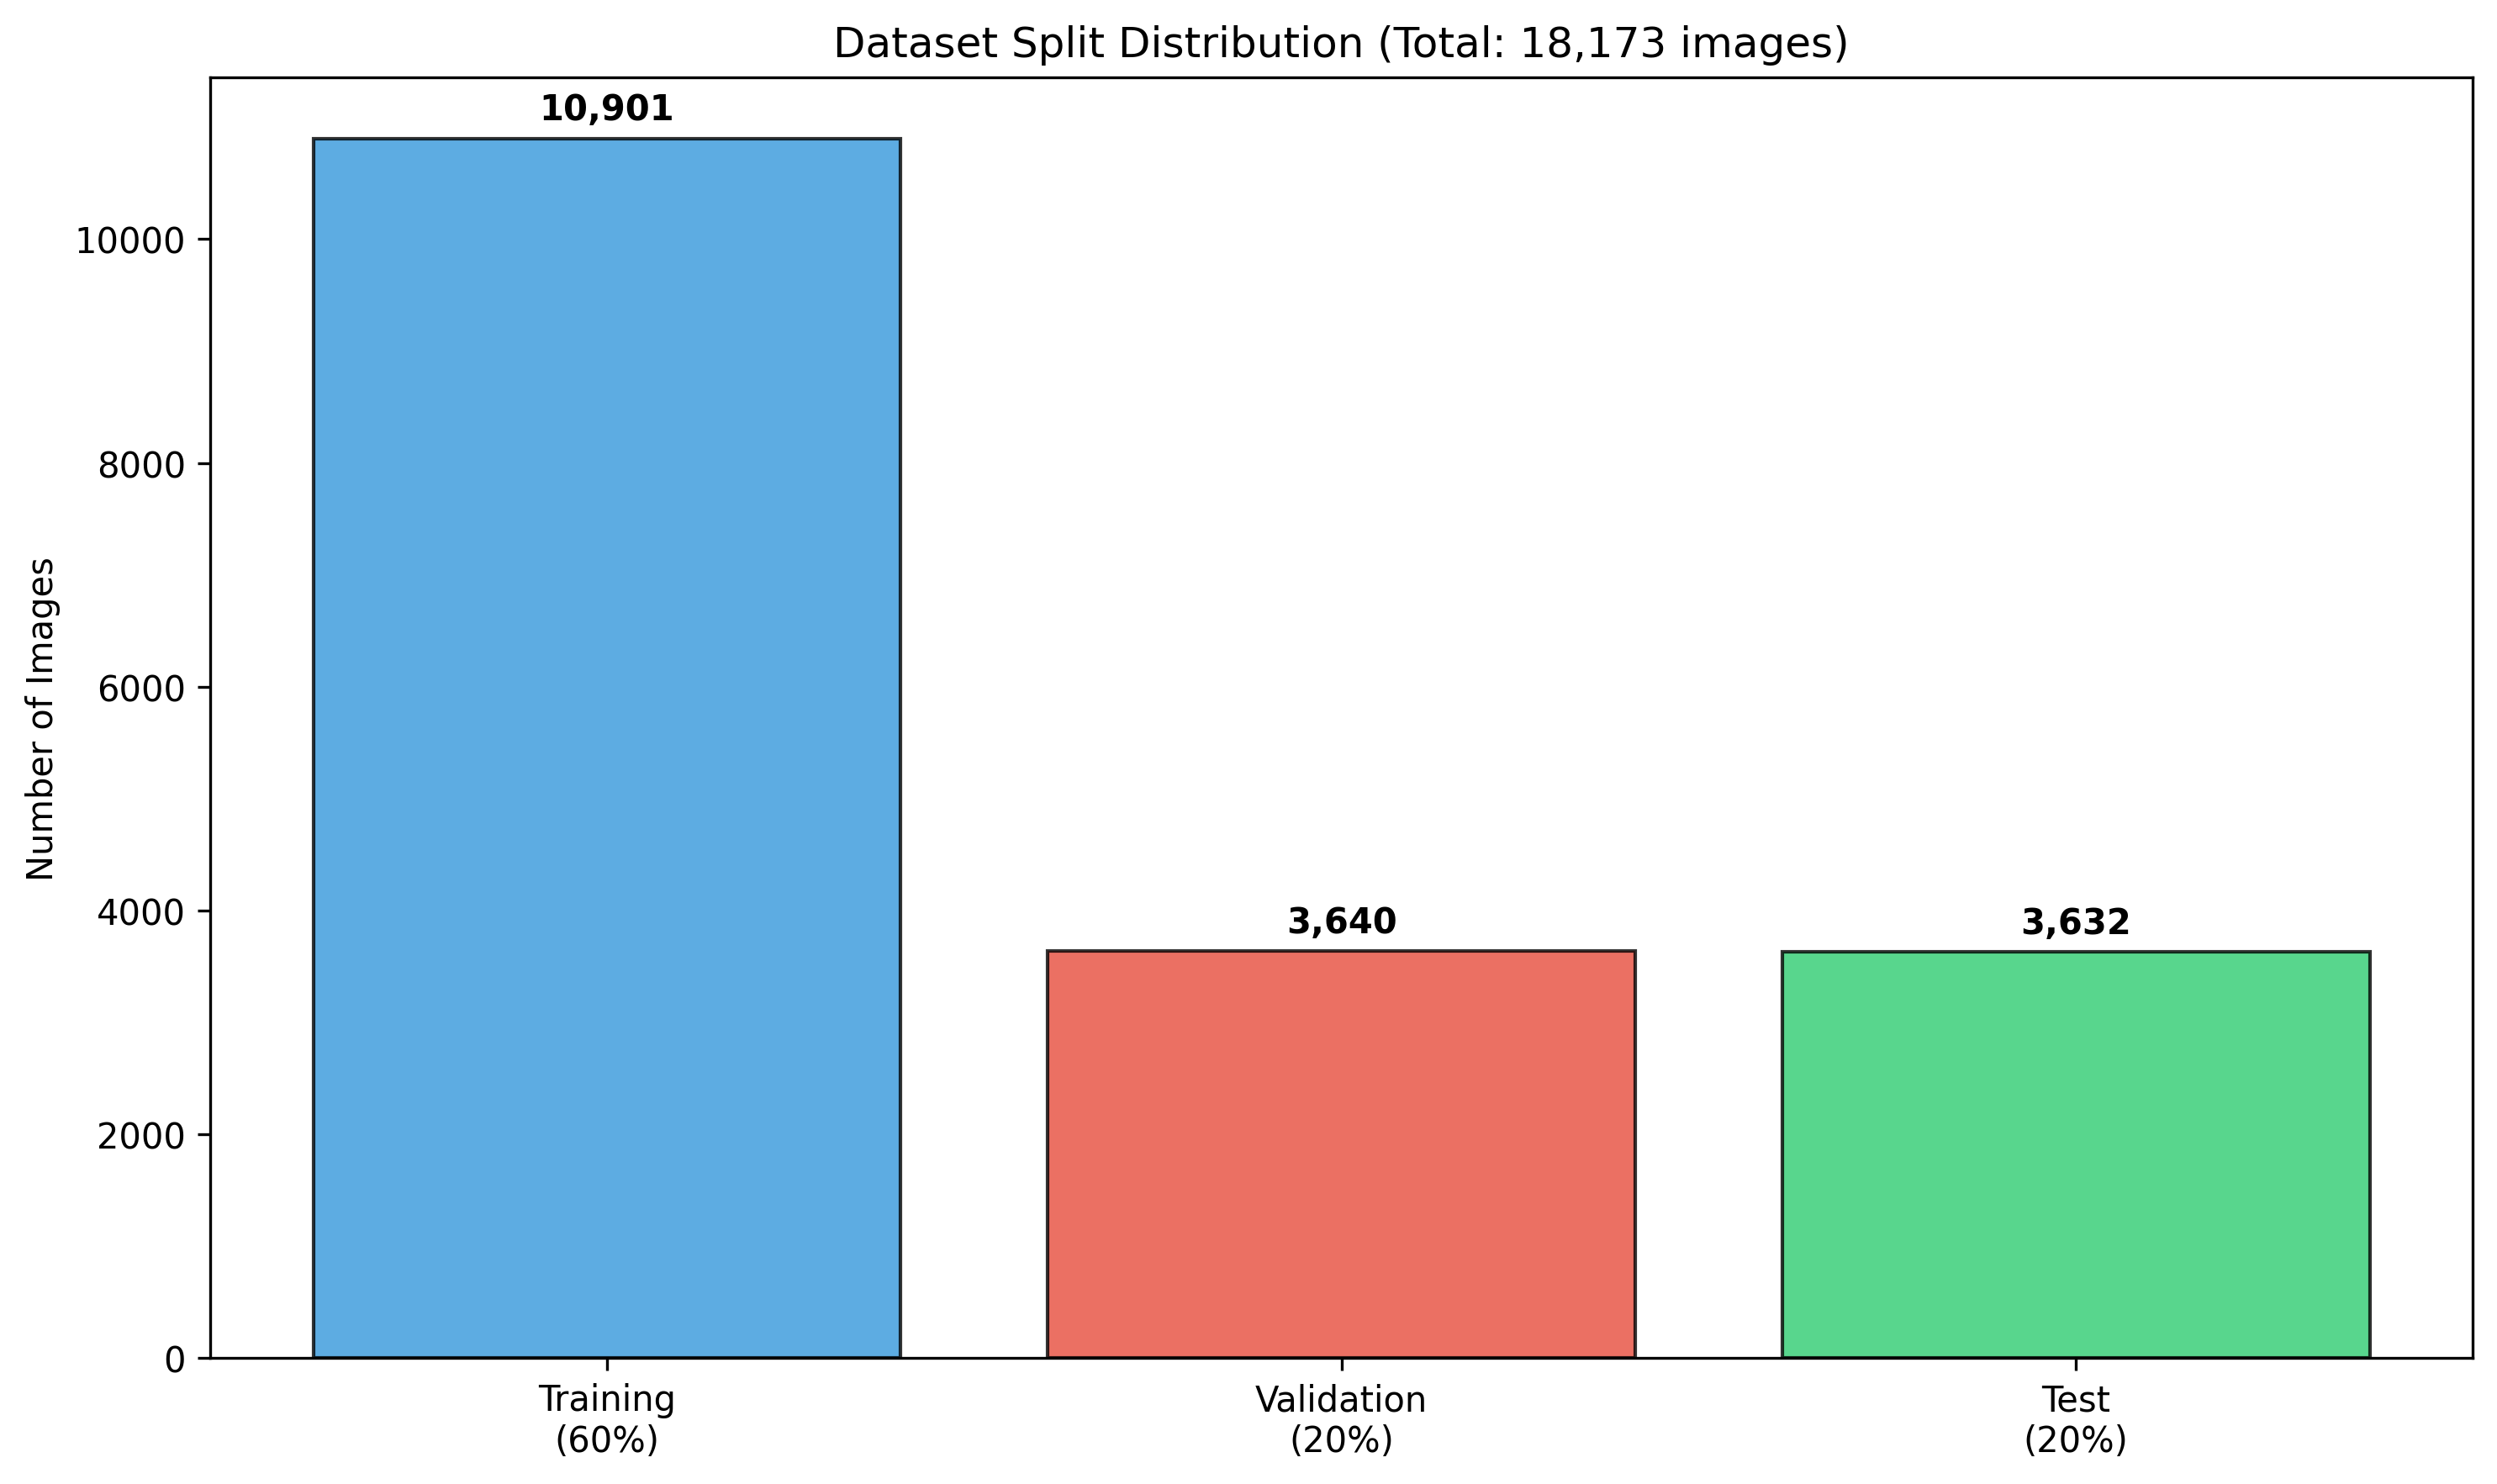 Dataset Split Distribution (Total: 18,173 images)
Number of Images
10000
8000
6000
4000
2000
0
10,901
3,640
3,632
Training
(60%)
Validation
(20%)
Test
(20%)